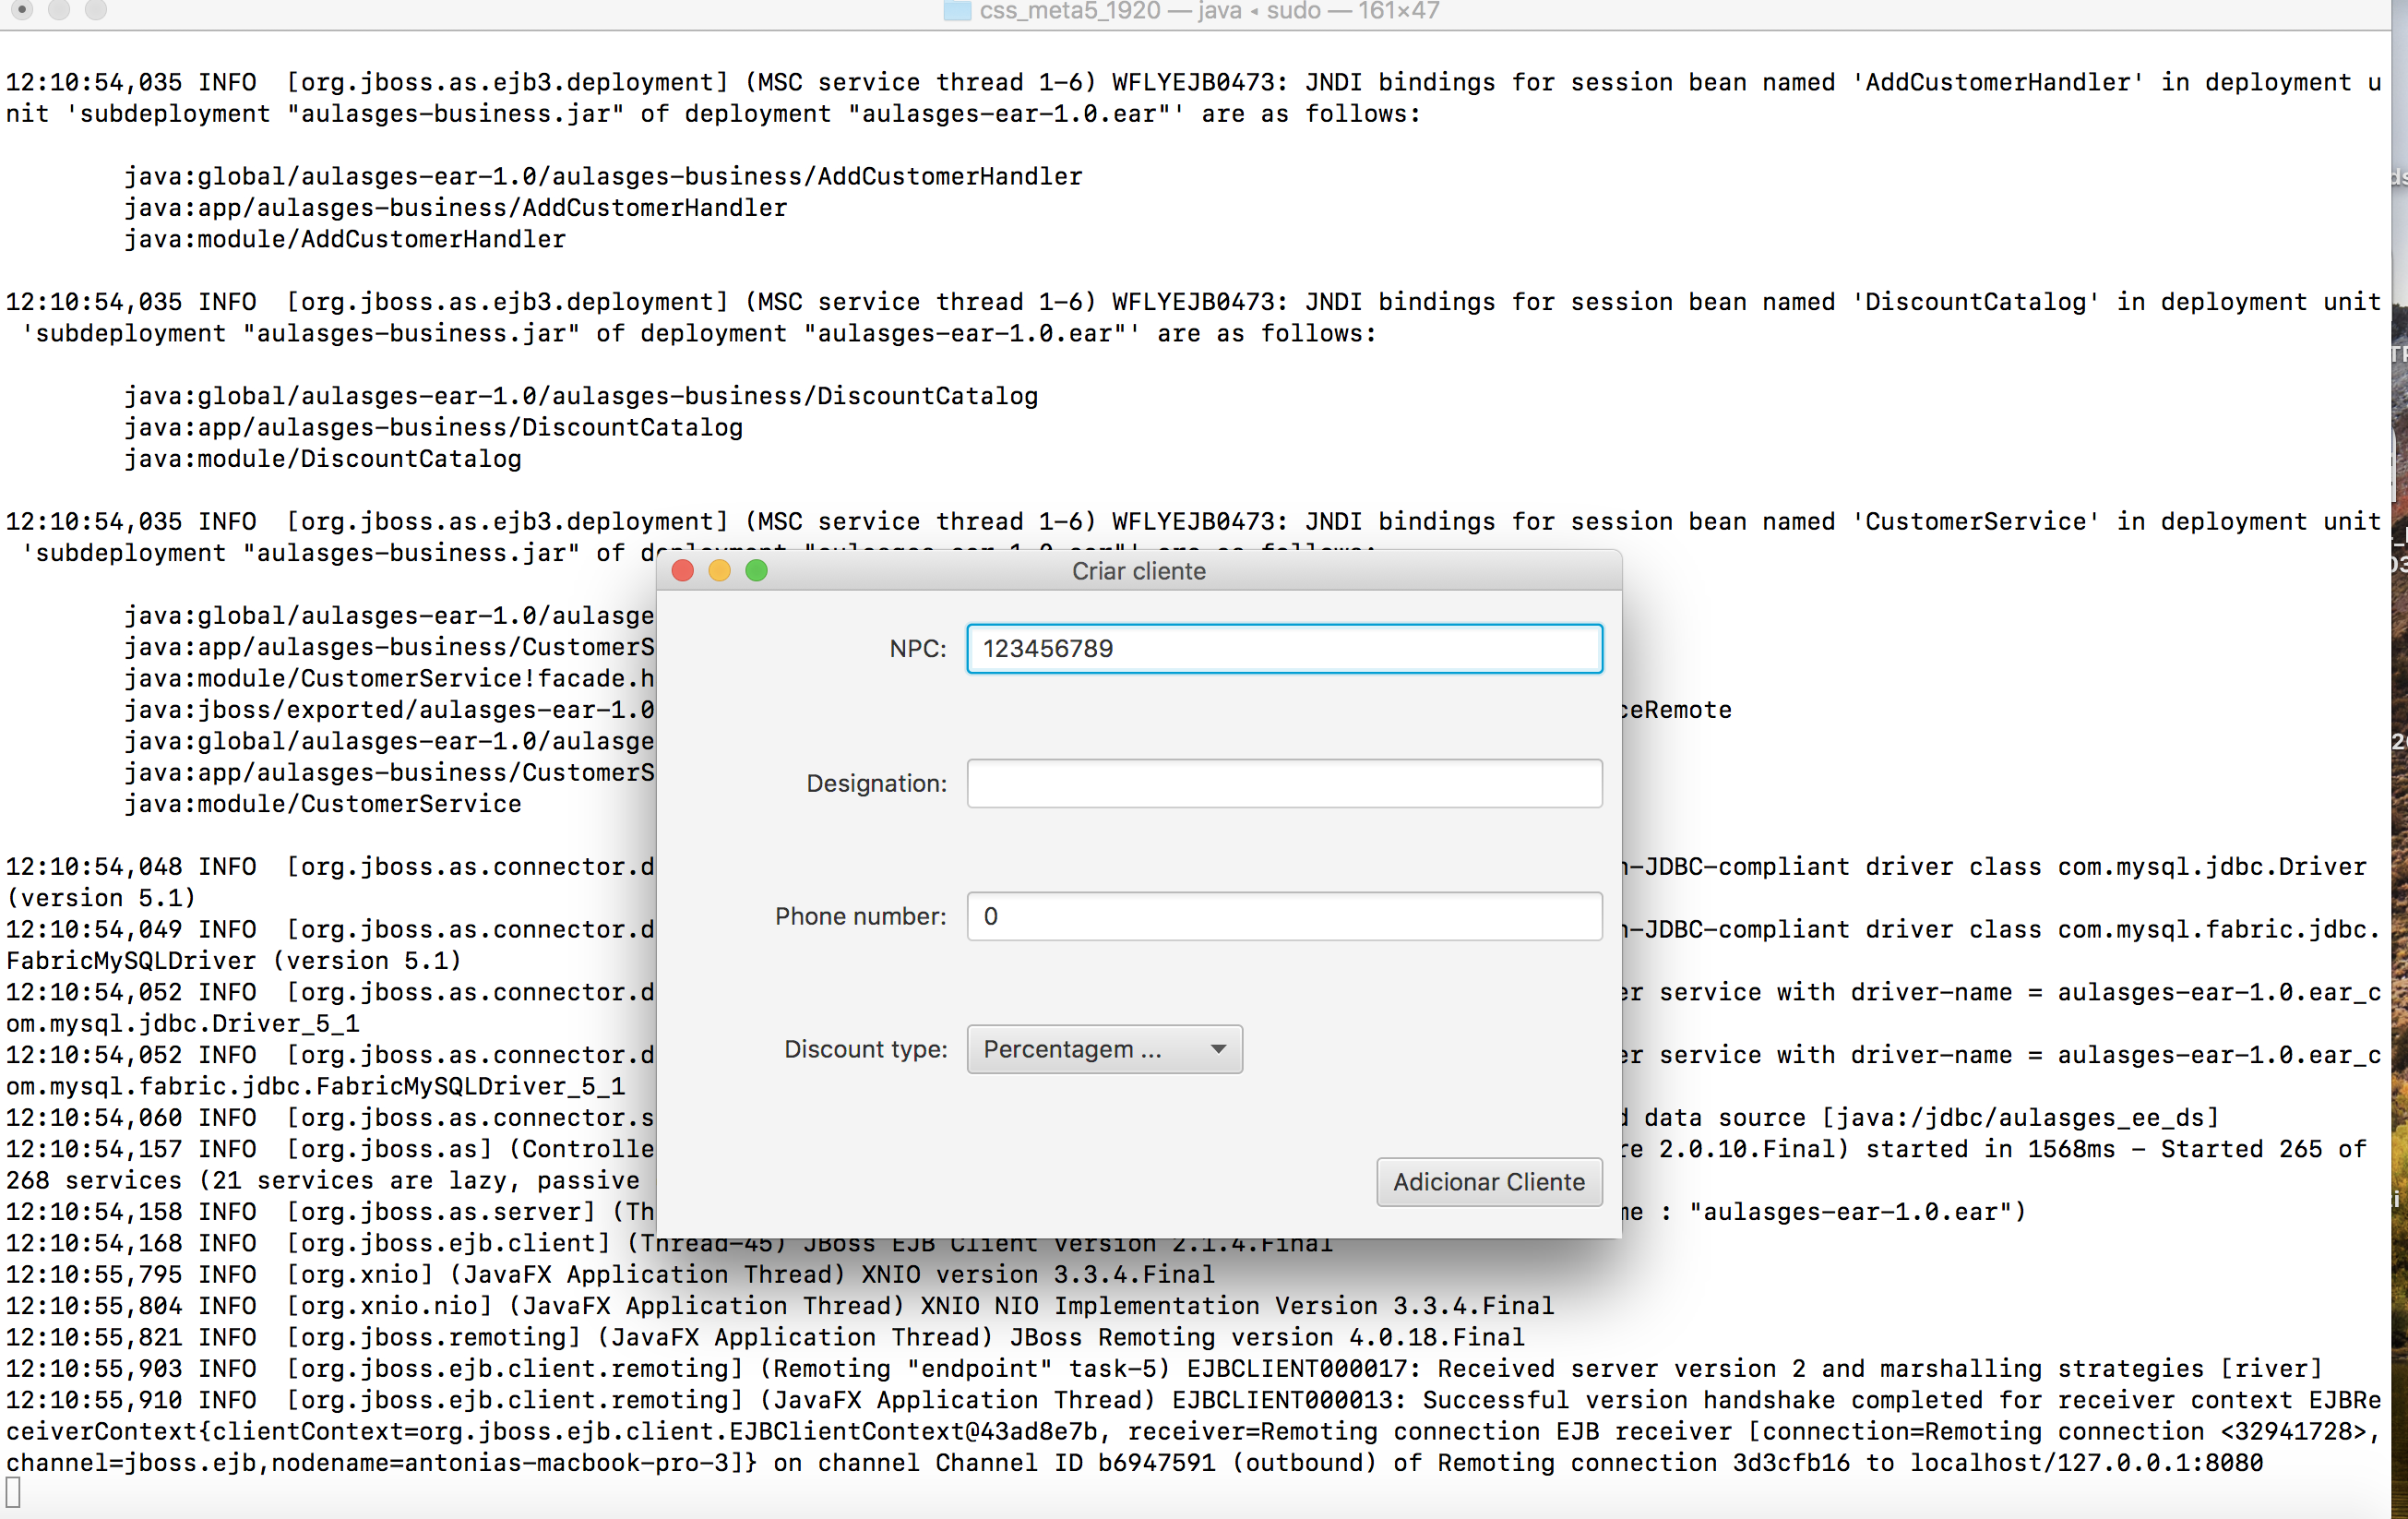 css_meta5_1920 — java ◂ sudo — 161×47
12:10:54,035 INFO  [org.jboss.as.ejb3.deployment] (MSC service thread 1-6) WFLYEJB0473: JNDI bindings for session bean named 'AddCustomerHandler' in deployment u
nit 'subdeployment "aulasges-business.jar" of deployment "aulasges-ear-1.0.ear"' are as follows:
java:global/aulasges-ear-1.0/aulasges-business/AddCustomerHandler
java:app/aulasges-business/AddCustomerHandler
java:module/AddCustomerHandler
12:10:54,035 INFO  [org.jboss.as.ejb3.deployment] (MSC service thread 1-6) WFLYEJB0473: JNDI bindings for session bean named 'DiscountCatalog' in deployment unit
'subdeployment "aulasges-business.jar" of deployment "aulasges-ear-1.0.ear"' are as follows:
java:global/aulasges-ear-1.0/aulasges-business/DiscountCatalog
java:app/aulasges-business/DiscountCatalog
java:module/DiscountCatalog
12:10:54,035 INFO  [org.jboss.as.ejb3.deployment] (MSC service thread 1-6) WFLYEJB0473: JNDI bindings for session bean named 'CustomerService' in deployment unit
'subdeployment "aulasges-business.jar" of deployment "aulasges-ear-1.0.ear"' are as follows:
java:global/aulasges-ear-1.0/aulasge
java:app/aulasges-business/CustomerS
java:module/CustomerService!facade.h
java:jboss/exported/aulasges-ear-1.0 ceRemote
java:global/aulasges-ear-1.0/aulasge
java:app/aulasges-business/CustomerS
java:module/CustomerService
12:10:54,048 INFO  [org.jboss.as.connector.d n-JDBC-compliant driver class com.mysql.jdbc.Driver
(version 5.1)
12:10:54,049 INFO  [org.jboss.as.connector.d n-JDBC-compliant driver class com.mysql.fabric.jdbc.
FabricMySQLDriver (version 5.1)
12:10:54,052 INFO  [org.jboss.as.connector.d er service with driver-name = aulasges-ear-1.0.ear_c
om.mysql.jdbc.Driver_5_1
12:10:54,052 INFO  [org.jboss.as.connector.d er service with driver-name = aulasges-ear-1.0.ear_c
om.mysql.fabric.jdbc.FabricMySQLDriver_5_1
12:10:54,060 INFO  [org.jboss.as.connector.s d data source [java:/jdbc/aulasges_ee_ds]
12:10:54,157 INFO  [org.jboss.as] (Controlle re 2.0.10.Final) started in 1568ms - Started 265 of
268 services (21 services are lazy, passive
12:10:54,158 INFO  [org.jboss.as.server] (Th me : "aulasges-ear-1.0.ear")
12:10:54,168 INFO  [org.jboss.ejb.client] (Thread-45) JBoss EJB Client version 2.1.4.Final
12:10:55,795 INFO  [org.xnio] (JavaFX Application Thread) XNIO version 3.3.4.Final
12:10:55,804 INFO  [org.xnio.nio] (JavaFX Application Thread) XNIO NIO Implementation Version 3.3.4.Final
12:10:55,821 INFO  [org.jboss.remoting] (JavaFX Application Thread) JBoss Remoting version 4.0.18.Final
12:10:55,903 INFO  [org.jboss.ejb.client.remoting] (Remoting "endpoint" task-5) EJBCLIENT000017: Received server version 2 and marshalling strategies [river]
12:10:55,910 INFO  [org.jboss.ejb.client.remoting] (JavaFX Application Thread) EJBCLIENT000013: Successful version handshake completed for receiver context EJBRe
ceiverContext{clientContext=org.jboss.ejb.client.EJBClientContext@43ad8e7b, receiver=Remoting connection EJB receiver [connection=Remoting connection <32941728>,
channel=jboss.ejb,nodename=antonias-macbook-pro-3]} on channel Channel ID b6947591 (outbound) of Remoting connection 3d3cfb16 to localhost/127.0.0.1:8080
Criar cliente
NPC: 123456789
Designation:
Phone number: 0
Discount type: Percentagem ...
Adicionar Cliente